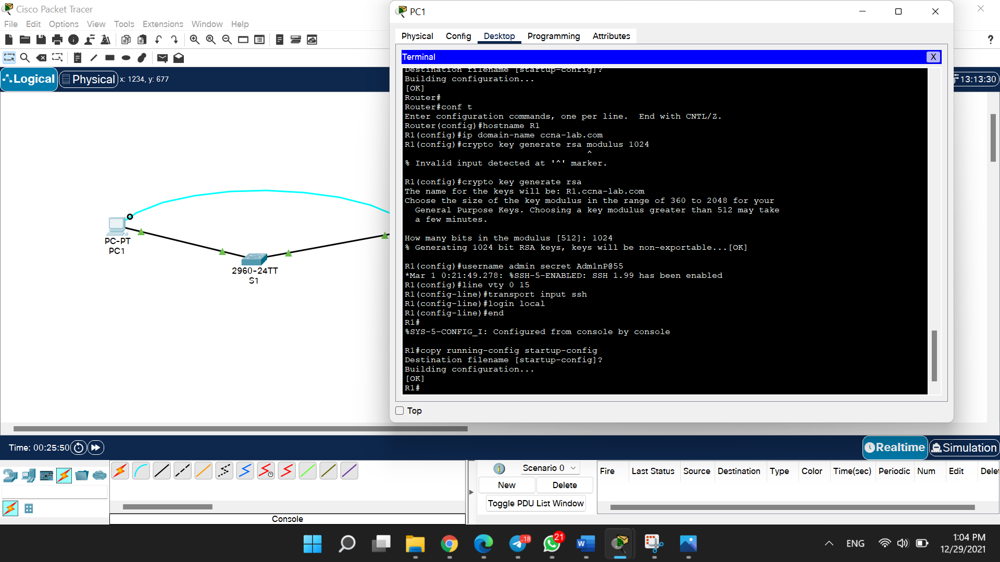 Cisco Packet Tracer
File Edit Options View Tools Extensions Window Help
Logical Physical x: 1234, y: 677
13:13:30
PC-PT
PC1
2960-24TT
S1
PC1
Physical Config Desktop Programming Attributes
Terminal X
Destination filename [startup-config]?
Building configuration...
[OK]
Router#
Router#conf t
Enter configuration commands, one per line. End with CNTL/Z.
Router(config)#hostname R1
R1(config)#ip domain-name ccna-lab.com
R1(config)#crypto key generate rsa modulus 1024
^
% Invalid input detected at '^' marker.
R1(config)#crypto key generate rsa
The name for the keys will be: R1.ccna-lab.com
Choose the size of the key modulus in the range of 360 to 2048 for your
General Purpose Keys. Choosing a key modulus greater than 512 may take
a few minutes.
How many bits in the modulus [512]: 1024
% Generating 1024 bit RSA keys, keys will be non-exportable...[OK]
R1(config)#username admin secret Adm1nP@55
*Mar 1 0:21:49.278: %SSH-5-ENABLED: SSH 1.99 has been enabled
R1(config)#line vty 0 15
R1(config-line)#transport input ssh
R1(config-line)#login local
R1(config-line)#end
R1#
%SYS-5-CONFIG_I: Configured from console by console
R1#copy running-config startup-config
Destination filename [startup-config]?
Building configuration...
[OK]
R1#
Top
Time: 00:25:50
Realtime Simulation
Scenario 0
New Delete
Toggle PDU List Window
Fire Last Status Source Destination Type Color Time(sec) Periodic Num Edit Delet
Console
..18
21
ENG
1:04 PM
12/29/2021